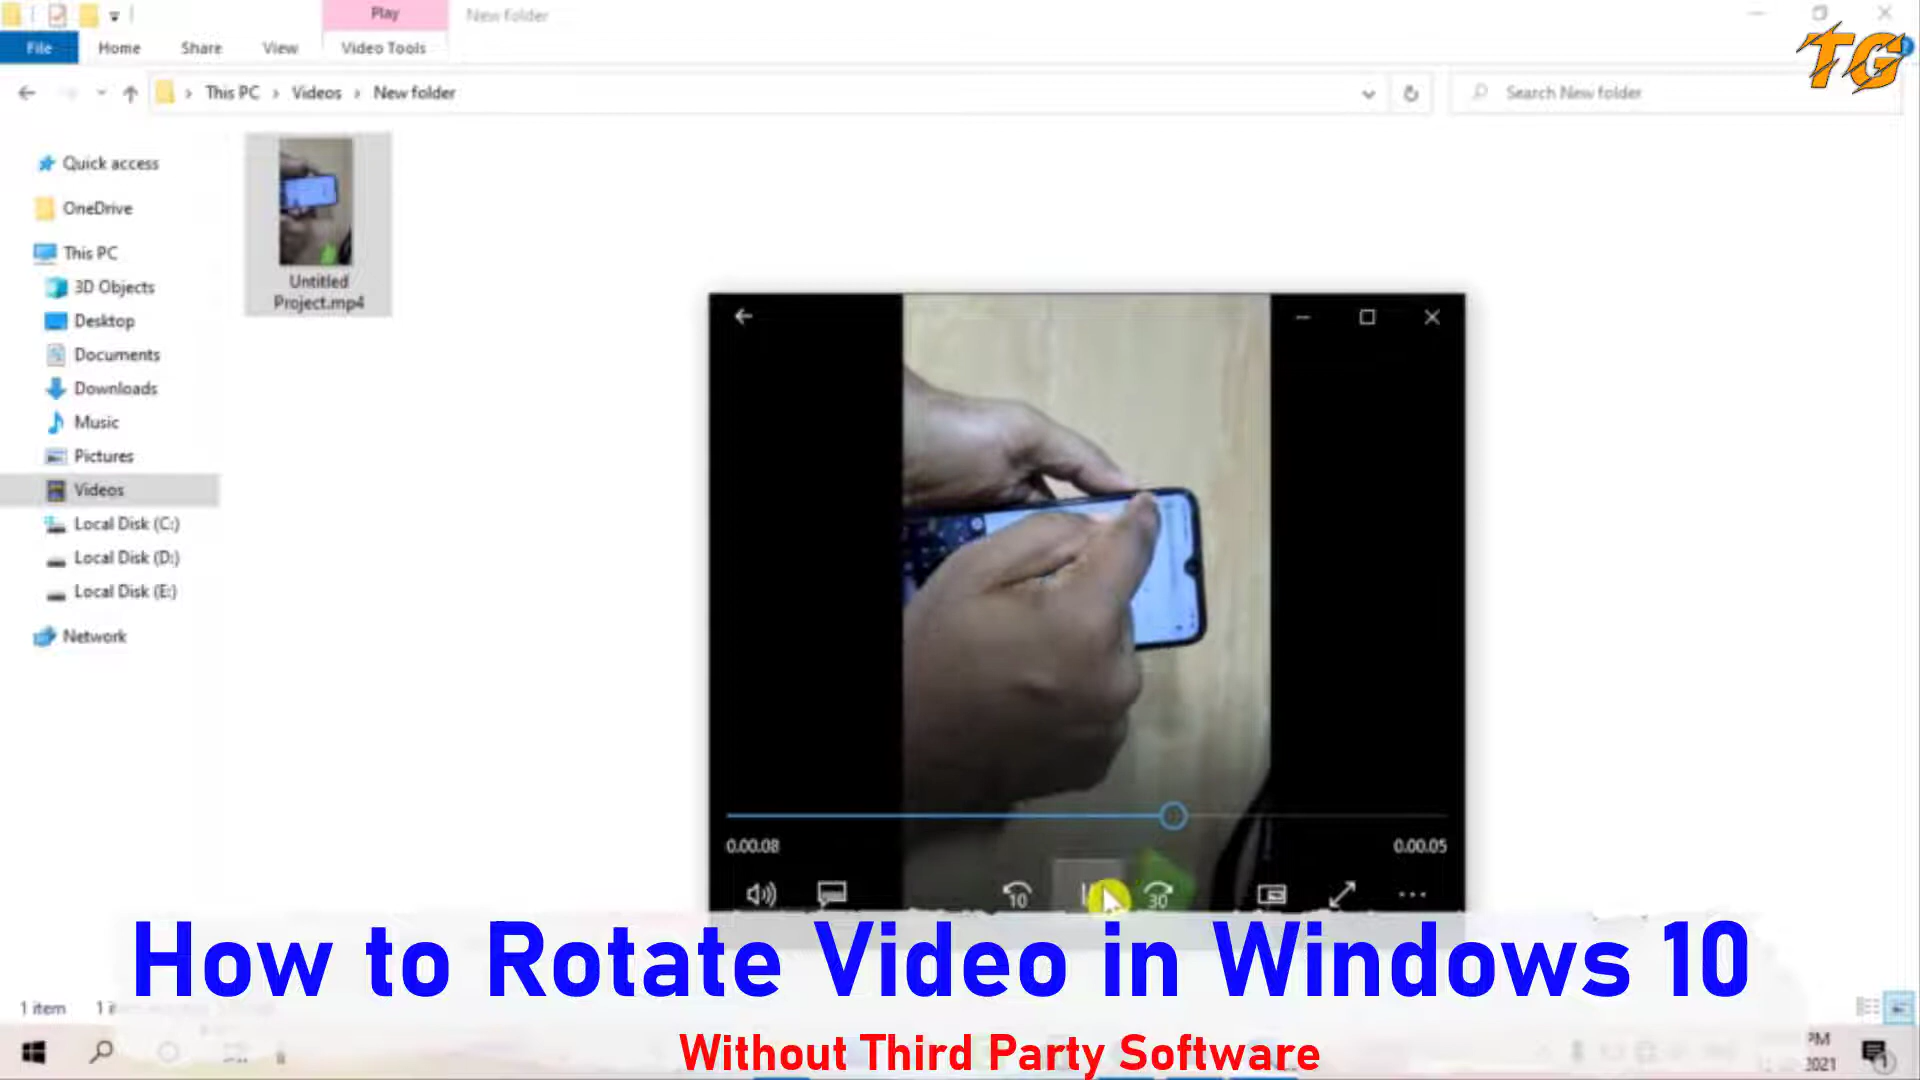 Play
New folder
TG
File
Home
Share
View
Video Tools
This PC
Videos
New folder
Search New folder
Quick access
OneDrive
This PC
3D Objects
Desktop
Documents
Downloads
Music
Pictures
Videos
Local Disk (C:)
Local Disk (D:)
Local Disk (E:)
Network
Untitled
Project.mp4
0.00.08
0.00.05
10
30
How to Rotate Video in Windows 10
1 item
Without Third Party Software
PM
2021
1